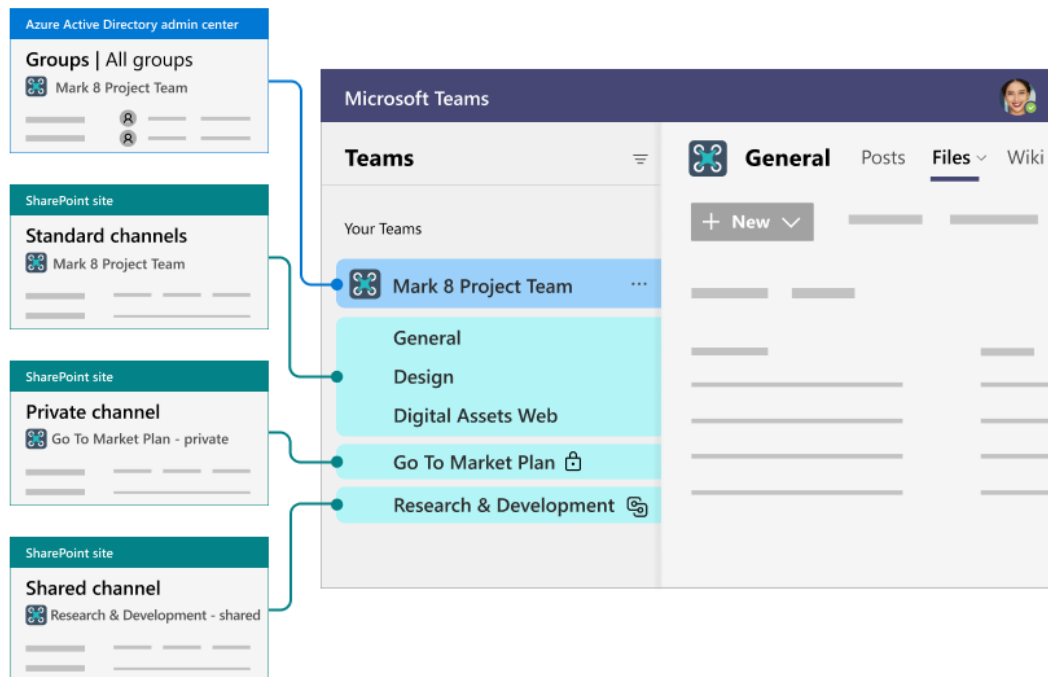 Azure Active Directory admin center
Groups | All groups
Mark 8 Project Team
SharePoint site
Standard channels
Mark 8 Project Team
SharePoint site
Private channel
Go To Market Plan - private
SharePoint site
Shared channel
Research & Development - shared
Microsoft Teams
Teams
Your Teams
Mark 8 Project Team ...
General
Design
Digital Assets Web
Go To Market Plan
Research & Development
General Posts Files Wiki
+ New